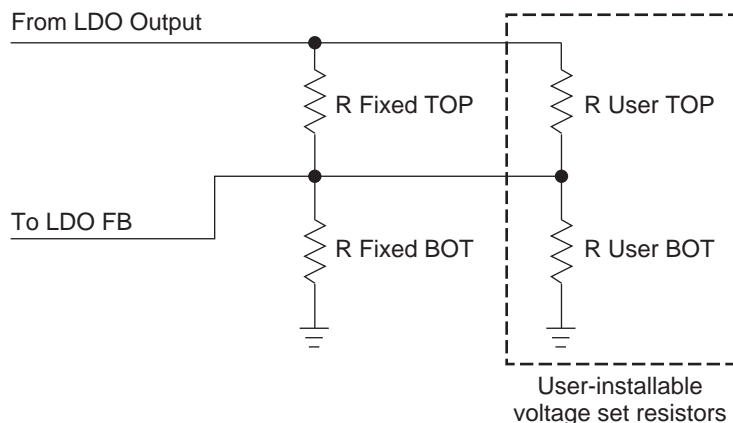 From LDO Output
R Fixed TOP
R User TOP
To LDO FB
R Fixed BOT
R User BOT
User-installable
voltage set resistors